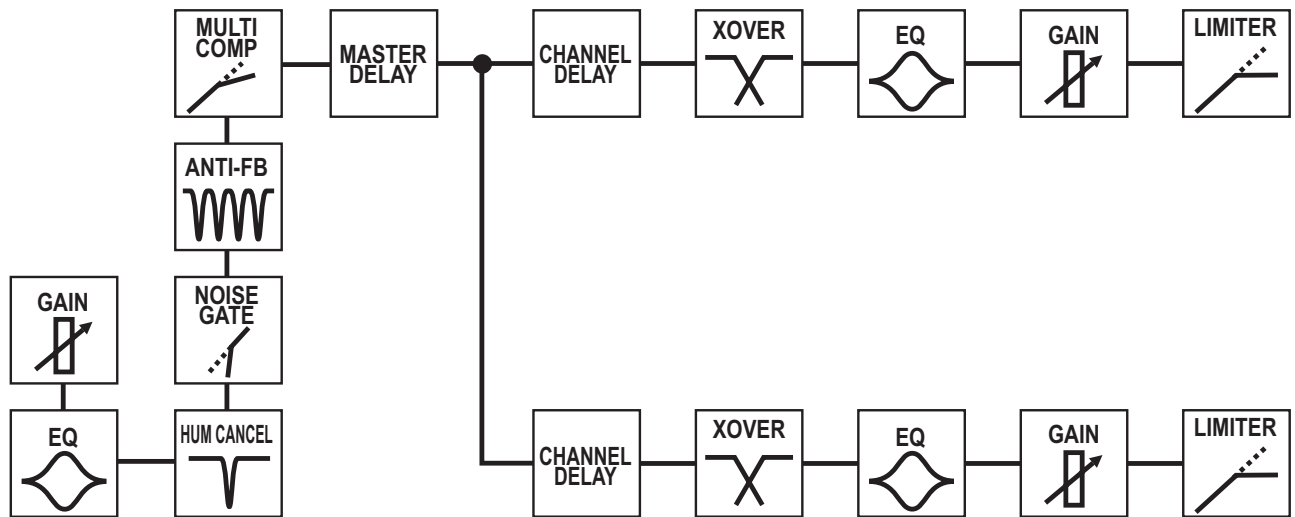 MULTI
COMP
MASTER
DELAY
CHANNEL
DELAY
XOVER
EQ
GAIN
LIMITER
ANTI-FB
GAIN
NOISE
GATE
EQ
HUM CANCEL
CHANNEL
DELAY
XOVER
EQ
GAIN
LIMITER